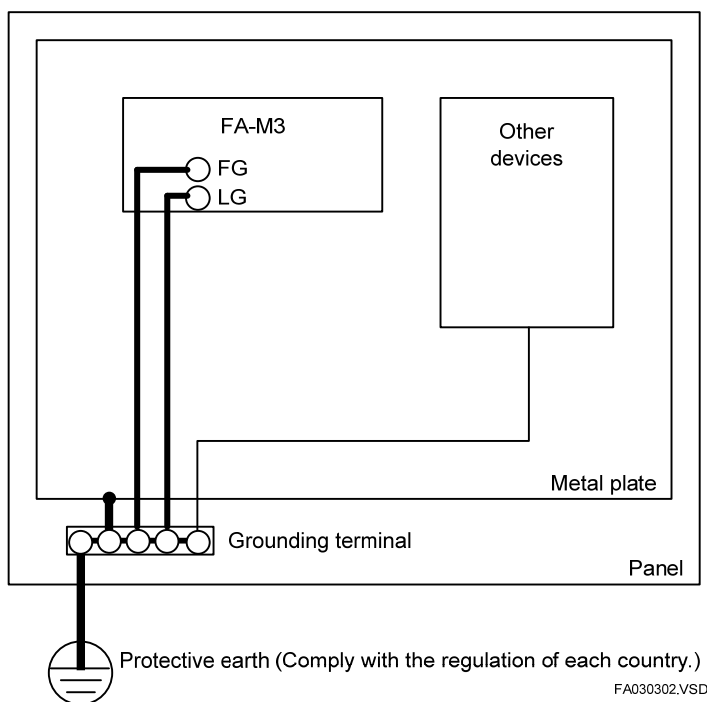 FA-M3
FG
LG
Other
devices
Metal plate
Grounding terminal
Panel
Protective earth (Comply with the regulation of each country.)
FA030302.VSD